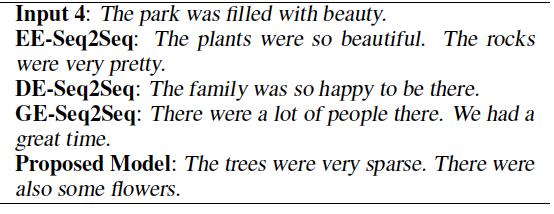 Input 4: The park was filled with beauty.
EE-Seq2Seq: The plants were so beautiful. The rocks
were very pretty.
DE-Seq2Seq: The family was so happy to be there.
GE-Seq2Seq: There were a lot of people there. We had a
great time.
Proposed Model: The trees were very sparse. There were
also some flowers.